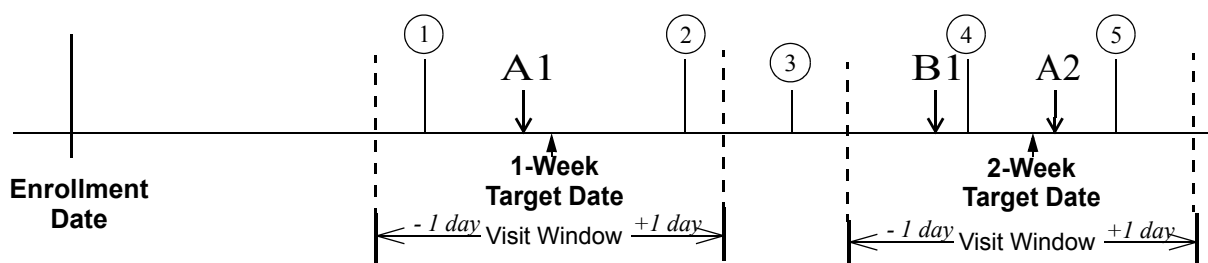 1
2
3
4
5
A1
B1
A2
Enrollment
Date
1-Week
Target Date
2-Week
Target Date
- 1 day
Visit Window
+1 day
- 1 day
Visit Window
+1 day